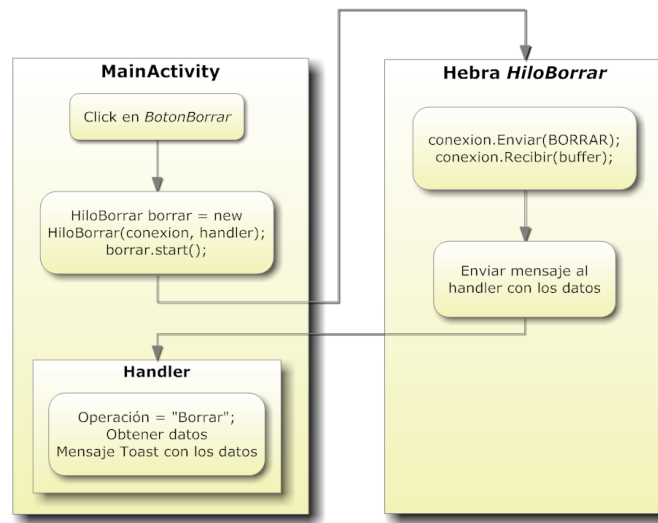 MainActivity
Click en BotonBorrar
HiloBorrar borrar = new
HiloBorrar(conexion, handler);
borrar.start();
Handler
Operación = "Borrar";
Obtener datos
Mensaje Toast con los datos
Hebra HiloBorrar
conexion.Enviar(BORRAR);
conexion.Recibir(buffer);
Enviar mensaje al
handler con los datos